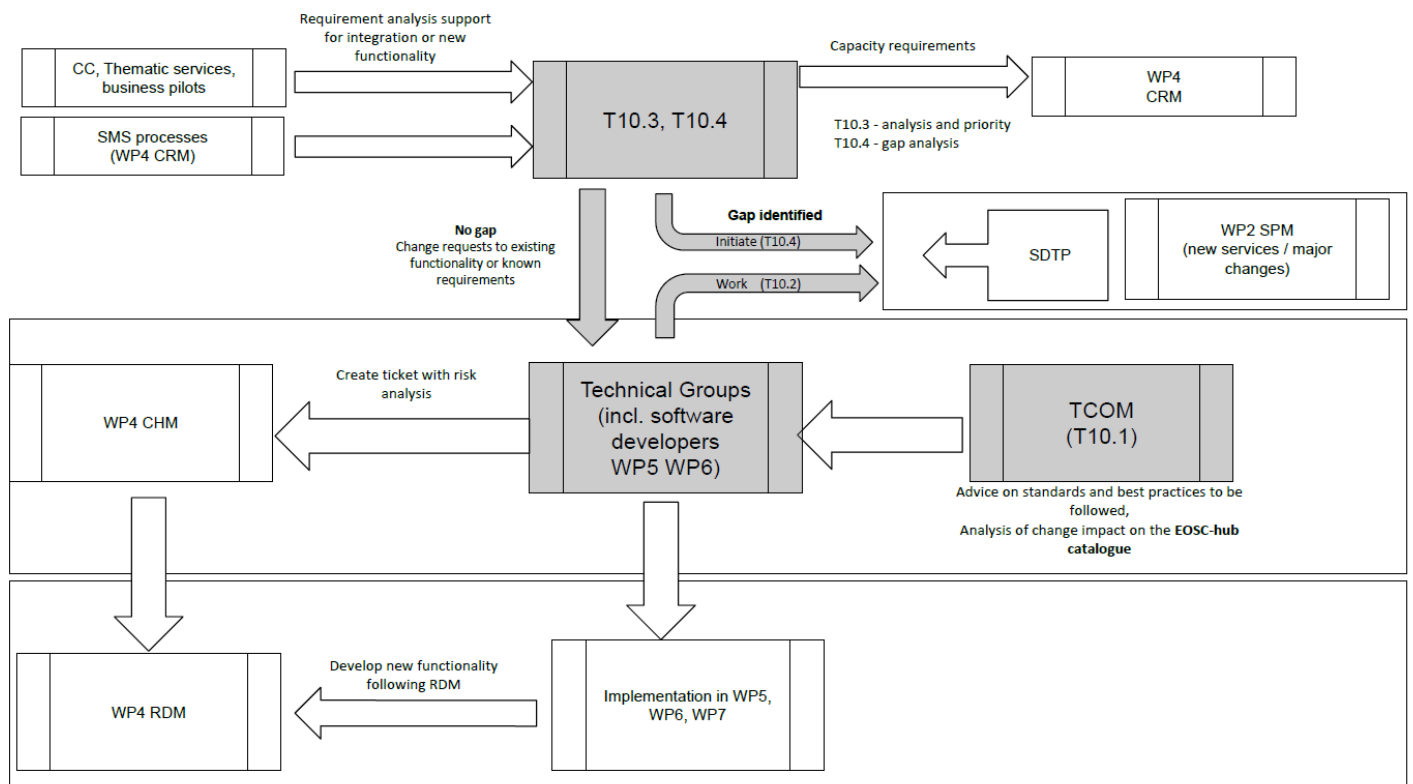 Requirement analysis support
for integration or new
functionality
Capacity requirements
CC, Thematic services,
business pilots
SMS processes
(WP4 CRM)
T10.3, T10.4
WP4
CRM
T10.3 - analysis and priority
T10.4 - gap analysis
No gap
Change requests to existing
functionality or known
requirements
Gap identified
Initiate (T10.4)
Work (T10.2)
SDTP
WP2 SPM
(new services / major
changes)
WP4 CHM
Create ticket with risk
analysis
Technical Groups
(incl. software
developers
WP5 WP6)
TCOM
(T10.1)
Advice on standards and best practices to be
followed,
Analysis of change impact on the EOSC-hub
catalogue
WP4 RDM
Develop new functionality
following RDM
Implementation in WP5,
WP6, WP7